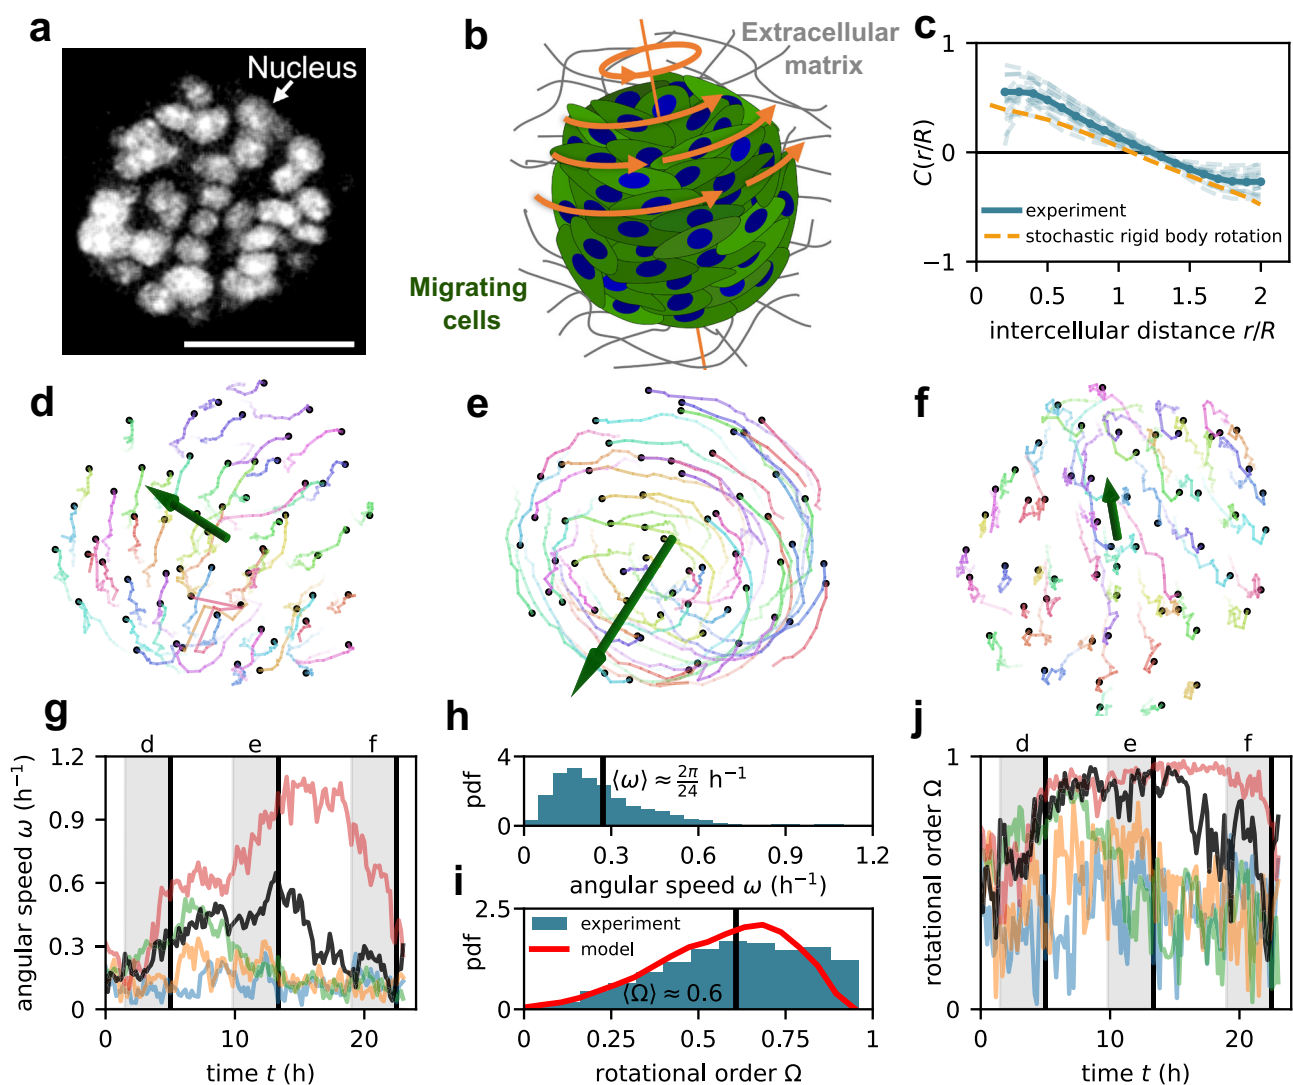 a
Nucleus
b
Extracellular
matrix
Migrating
cells
c
1
0
−1
C(r/R)
experiment
stochastic rigid body rotation
0 0.5 1 1.5 2
intercellular distance r/R
d
e
f
g
d e f
1.2
0.9
0.6
0.3
0
angular speed ω (h⁻¹)
0 10 20
time t (h)
h
4
0
pdf
⟨ω⟩ ≈ 2π/24 h⁻¹
0 0.3 0.6 0.9 1.2
angular speed ω (h⁻¹)
i
2.5
0
pdf
experiment
model
⟨Ω⟩ ≈ 0.6
0 0.25 0.5 0.75 1
rotational order Ω
j
d e f
1
0
rotational order Ω
0 10 20
time t (h)